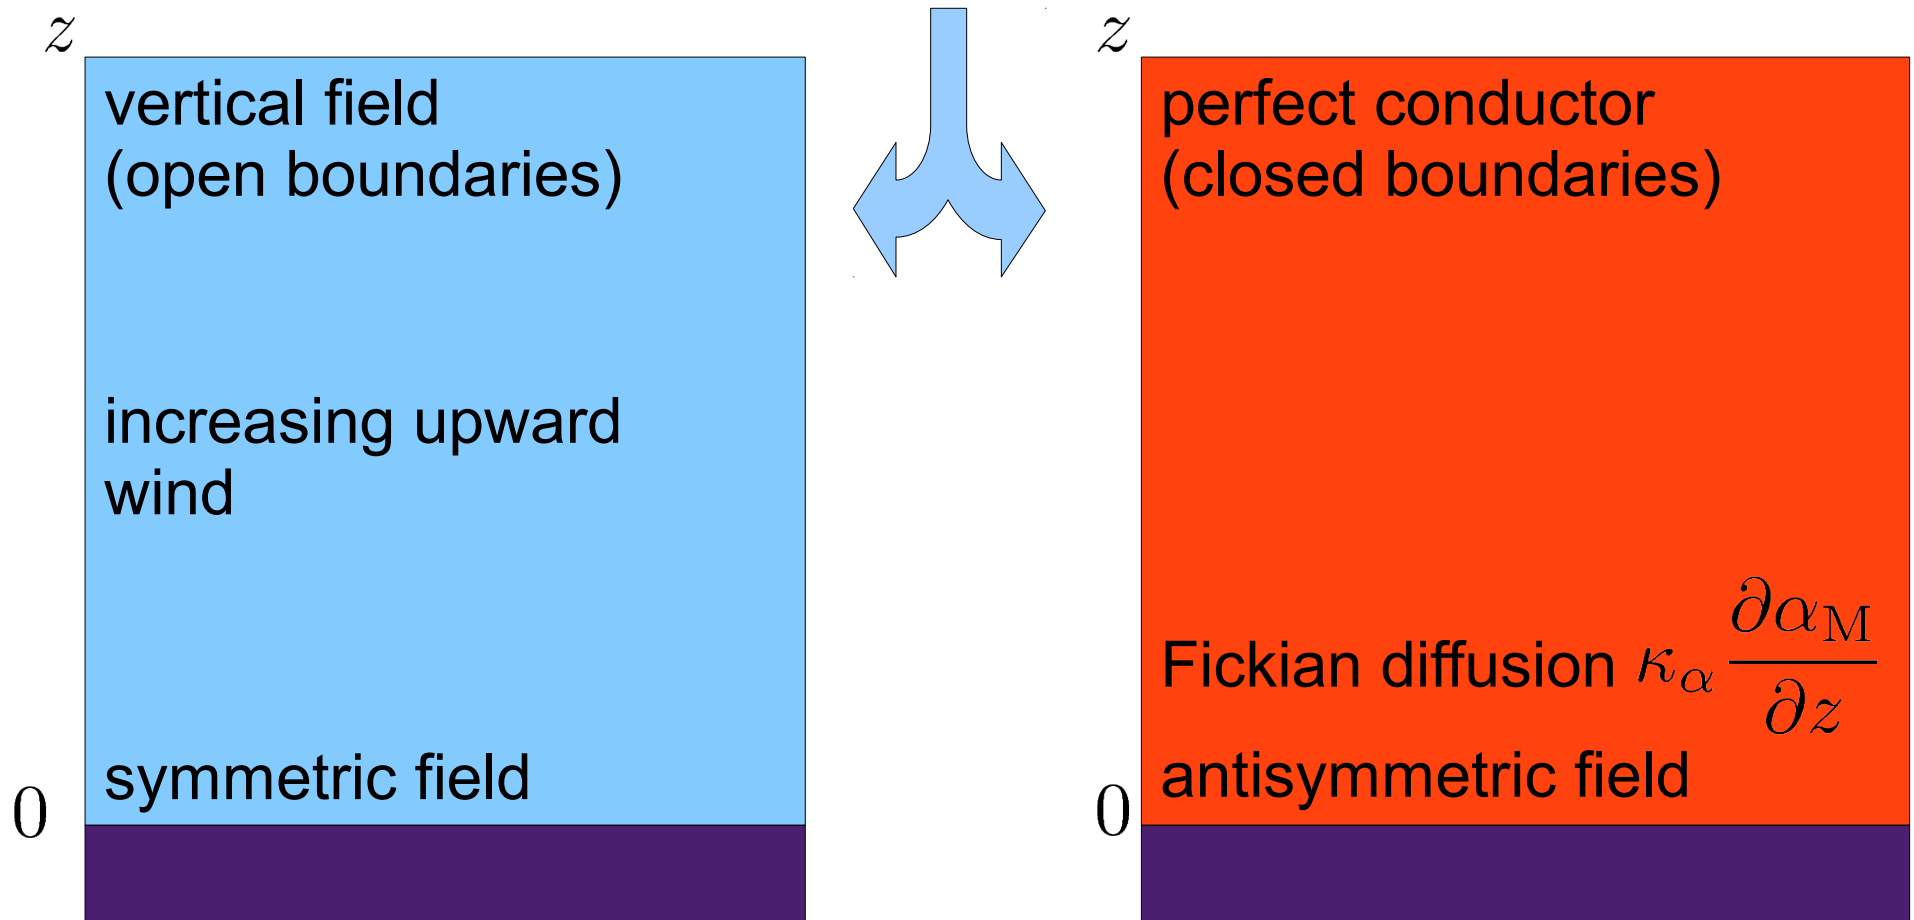 z
vertical field
(open boundaries)
increasing upward
wind
symmetric field
0
z
perfect conductor
(closed boundaries)
Fickian diffusion κ_α ∂α_M/∂z
antisymmetric field
0